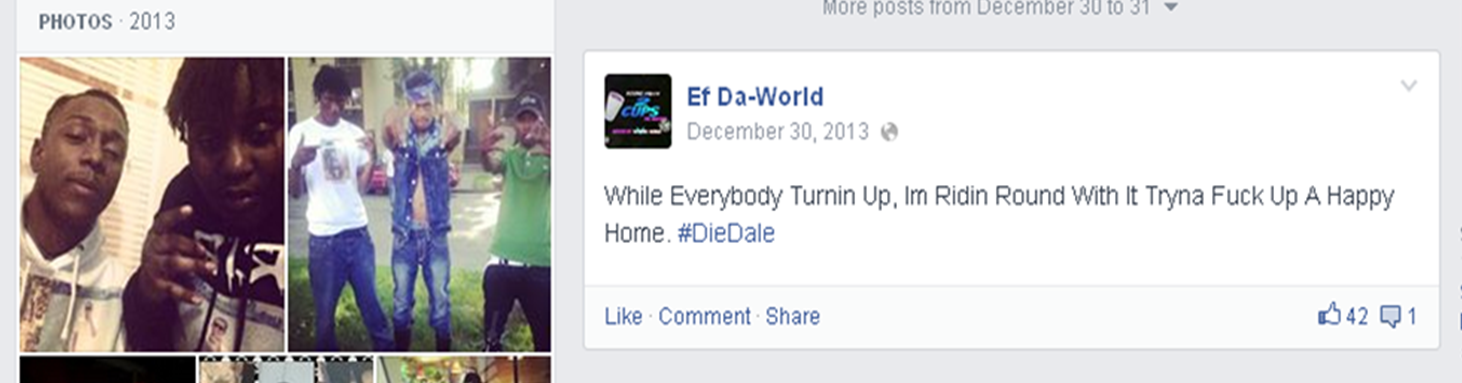 PHOTOS · 2013
More posts from December 30 to 31
Ef Da-World
December 30, 2013
While Everybody Turnin Up, Im Ridin Round With It Tryna Fuck Up A Happy
Home. #DieDale
Like · Comment · Share
42 1
CUPS